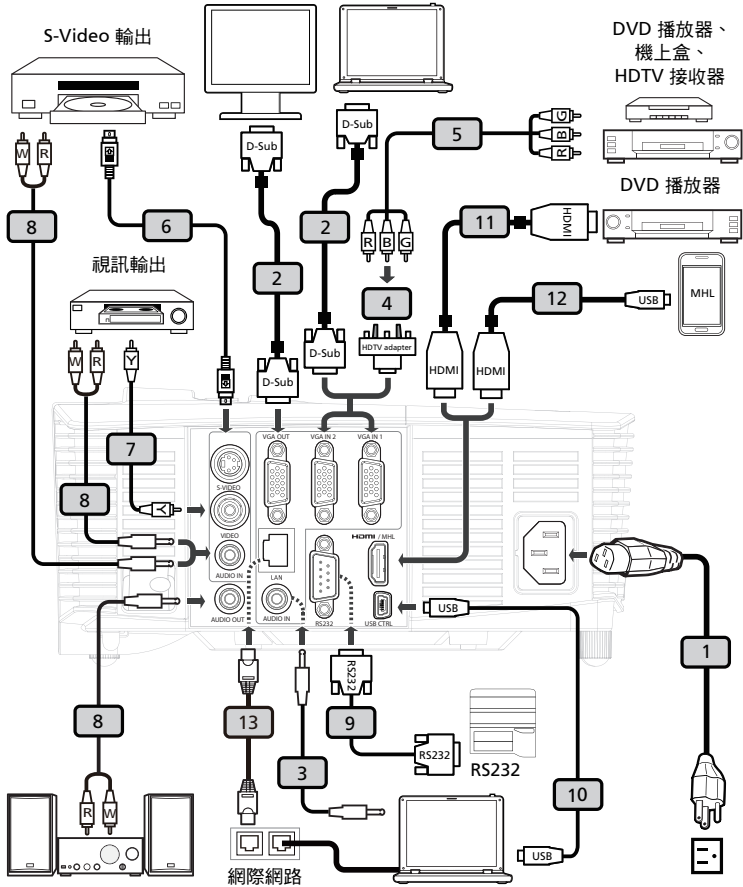 S-Video 輸出
DVD 播放器、
機上盒、
HDTV 接收器
D-Sub
D-Sub
W R
5
G
B
R
DVD 播放器
8
6
2
2
R B G
11
HDMI
視訊輸出
4
12
USB
MHL
W R
Y
D-Sub
D-Sub
HDTV adapter
HDMI
HDMI
7
VGA OUT
VGA IN 2
VGA IN 1
S-VIDEO
8
Y
VIDEO
HDMI / MHL
AUDIO IN
LAN
AUDIO OUT
AUDIO IN
RS232
USB CTRL
USB
1
RS232
8
13
9
RS232
RS232
3
10
R W
USB
網際網路